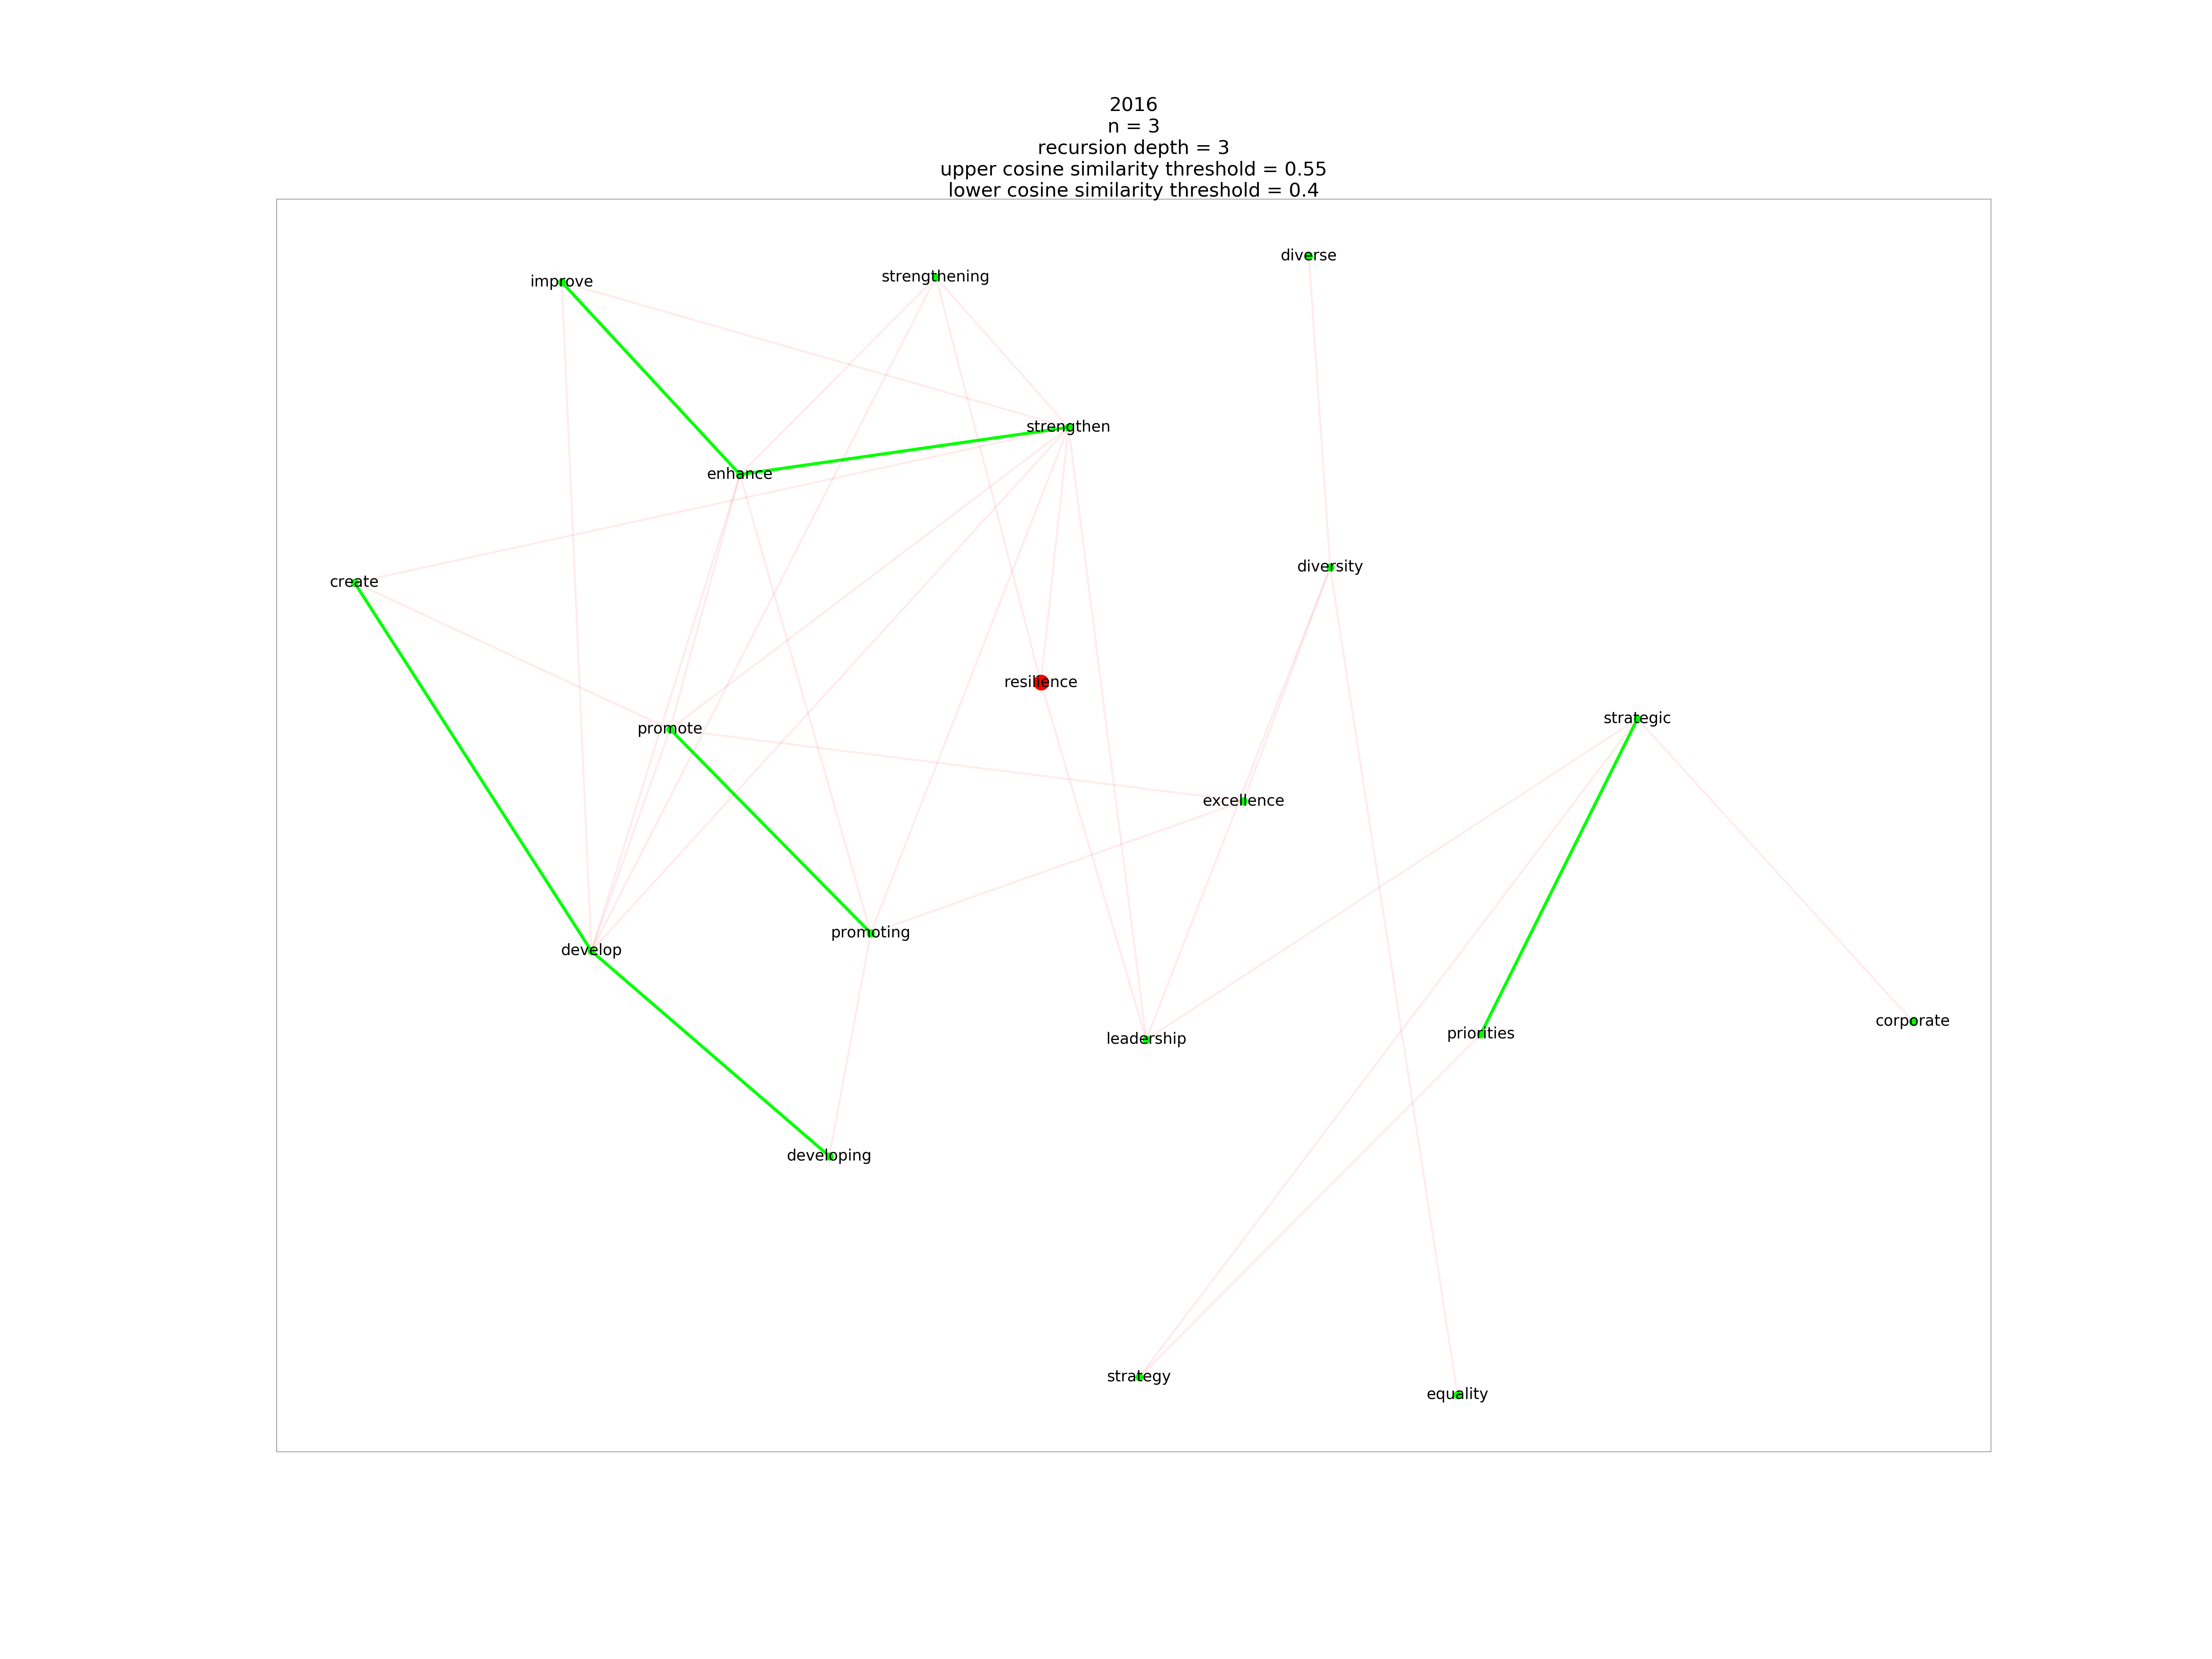 2016
n = 3
recursion depth = 3
upper cosine similarity threshold = 0.55
lower cosine similarity threshold = 0.4
diverse
strengthening
improve
strengthen
enhance
diversity
create
resilience
strategic
promote
excellence
promoting
develop
corporate
priorities
leadership
developing
strategy
equality